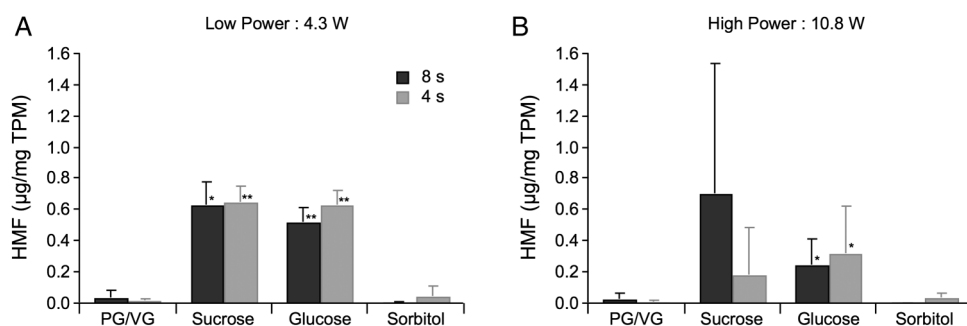 A
Low Power : 4.3 W
HMF (µg/mg TPM)
1.6
1.4
1.2
1.0
0.8
0.6
0.4
0.2
0.0
8 s
4 s
*
**
**
**
PG/VG
Sucrose
Glucose
Sorbitol
B
High Power : 10.8 W
HMF (µg/mg TPM)
1.6
1.4
1.2
1.0
0.8
0.6
0.4
0.2
0.0
*
*
PG/VG
Sucrose
Glucose
Sorbitol